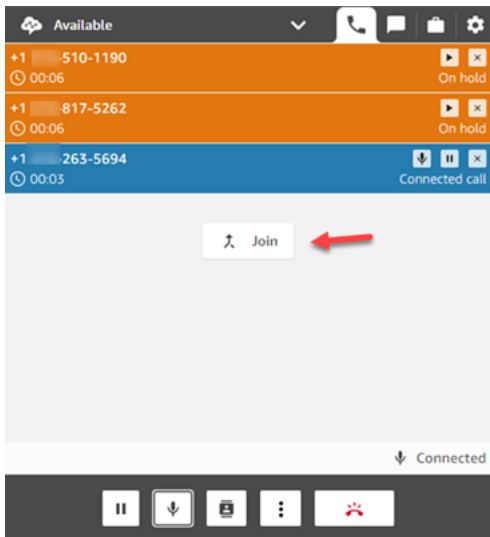 Available
+1 -510-1190
00:06
On hold
+1 -817-5262
00:06
On hold
+1 -263-5694
00:03
Connected call
Join
Connected